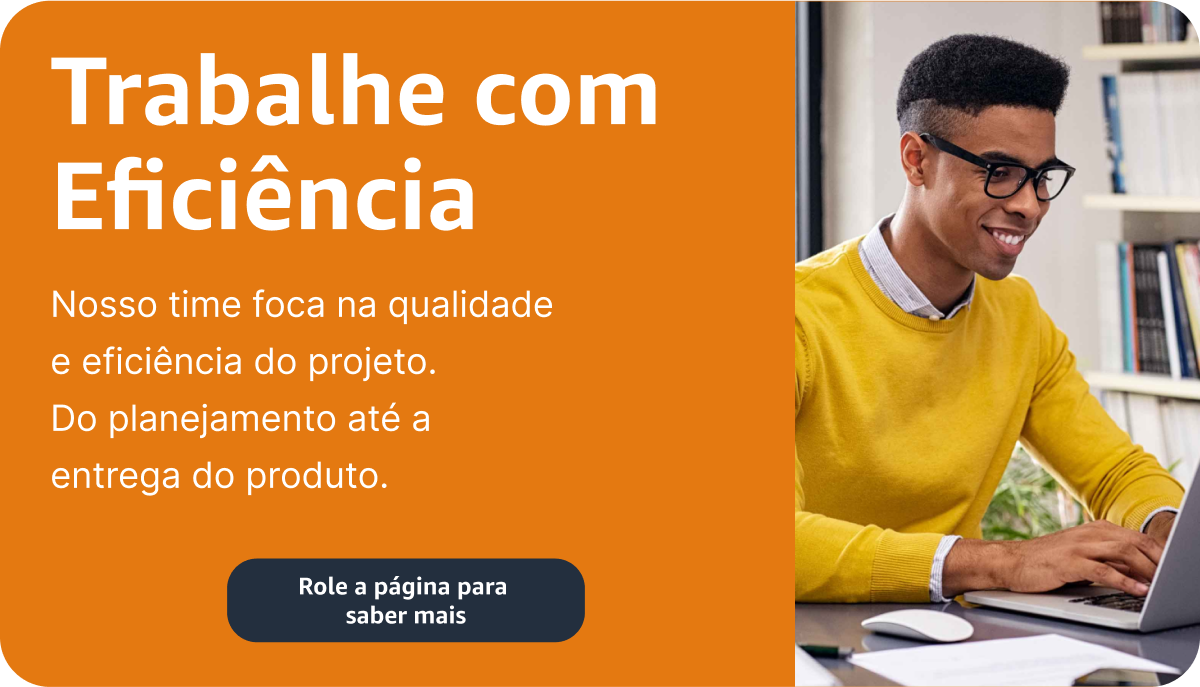 Trabalhe com
Eficiência
Nosso time foca na qualidade
e eficiência do projeto.
Do planejamento até a
entrega do produto.
Role a página para
saber mais